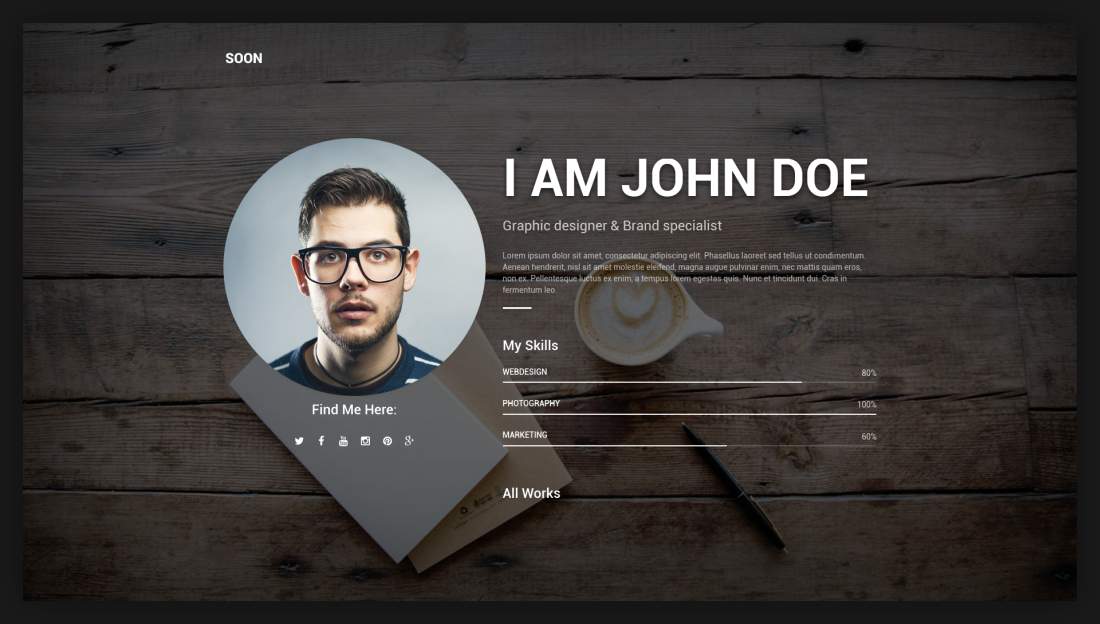 SOON
I AM JOHN DOE
Graphic designer & Brand specialist
Lorem ipsum dolor sit amet, consectetur adipiscing elit. Phasellus laoreet sed tellus ut condimentum.
Aenean hendrerit, nisl sit amet molestie eleifend, magna augue pulvinar enim, nec mattis quam eros,
non ex. Pellentesque luctus ex enim, a tempus lorem egestas quis. Nunc et tincidunt dui. Cras in
fermentum leo.
My Skills
WEBDESIGN 80%
PHOTOGRAPHY 100%
MARKETING 60%
All Works
Find Me Here: